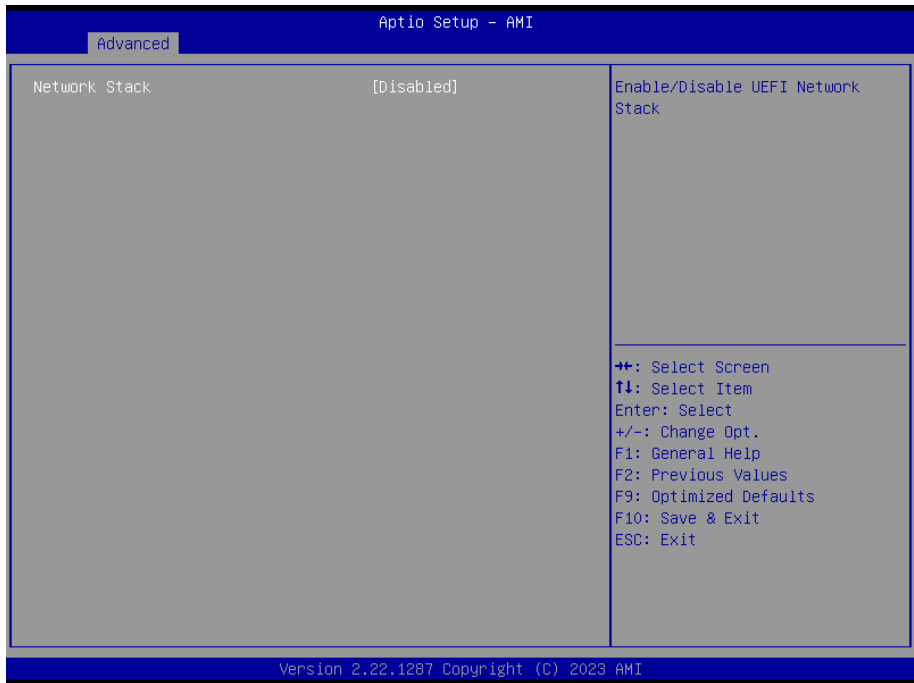 Aptio Setup – AMI
Advanced
Network Stack [Disabled]
Enable/Disable UEFI Network
Stack
→←: Select Screen
↑↓: Select Item
Enter: Select
+/-: Change Opt.
F1: General Help
F2: Previous Values
F9: Optimized Defaults
F10: Save & Exit
ESC: Exit
Version 2.22.1287 Copyright (C) 2023 AMI